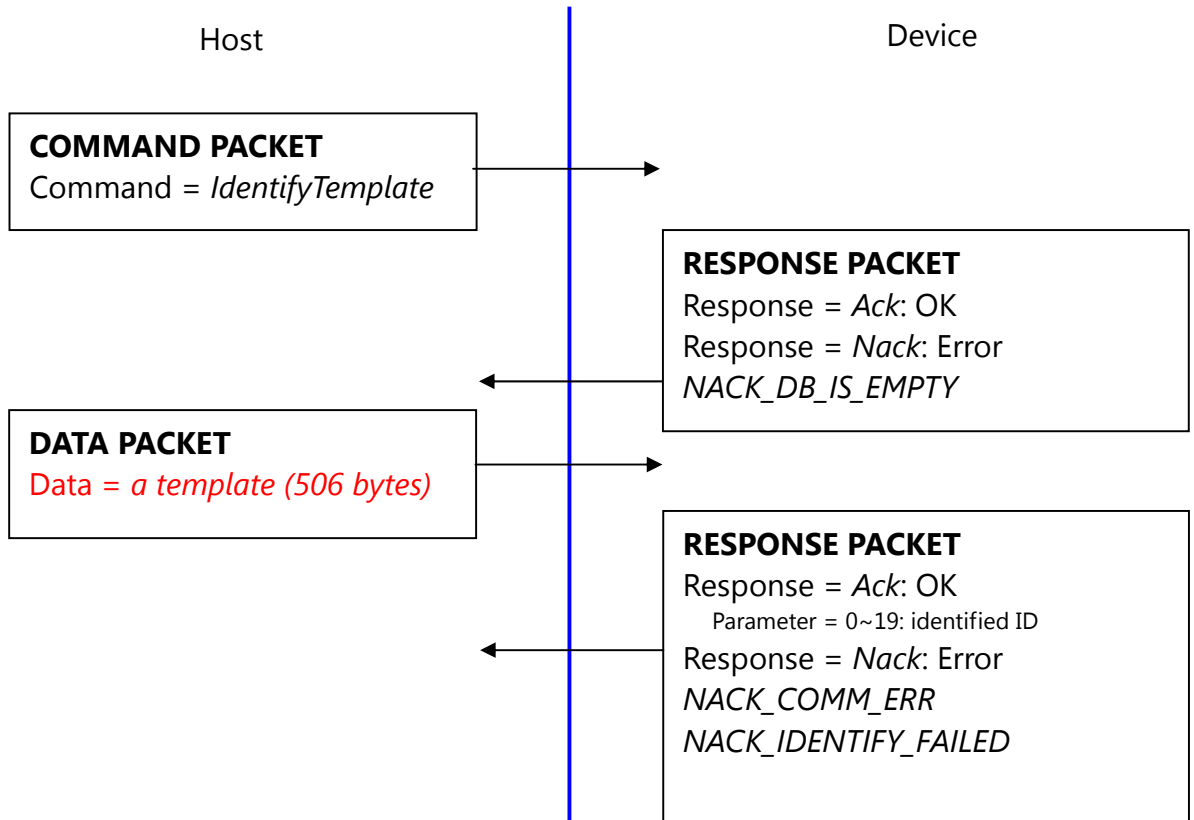 Host
Device
COMMAND PACKET
Command = IdentifyTemplate
RESPONSE PACKET
Response = Ack: OK
Response = Nack: Error
NACK_DB_IS_EMPTY
DATA PACKET
Data = a template (506 bytes)
RESPONSE PACKET
Response = Ack: OK
Parameter = 0~19: identified ID
Response = Nack: Error
NACK_COMM_ERR
NACK_IDENTIFY_FAILED